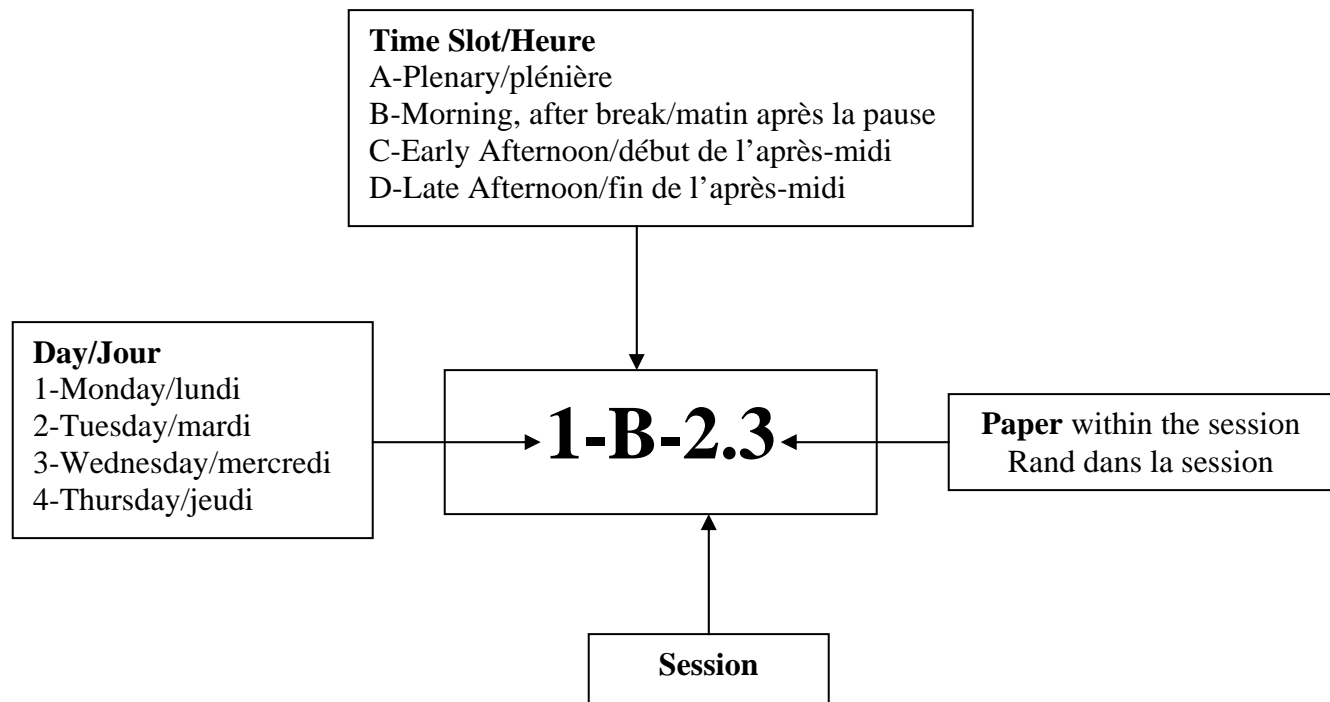 Time Slot/Heure
A-Plenary/plénière
B-Morning, after break/matin après la pause
C-Early Afternoon/début de l’après-midi
D-Late Afternoon/fin de l’après-midi
Day/Jour
1-Monday/lundi
2-Tuesday/mardi
3-Wednesday/mercredi
4-Thursday/jeudi
1-B-2.3
Paper within the session
Rand dans la session
Session